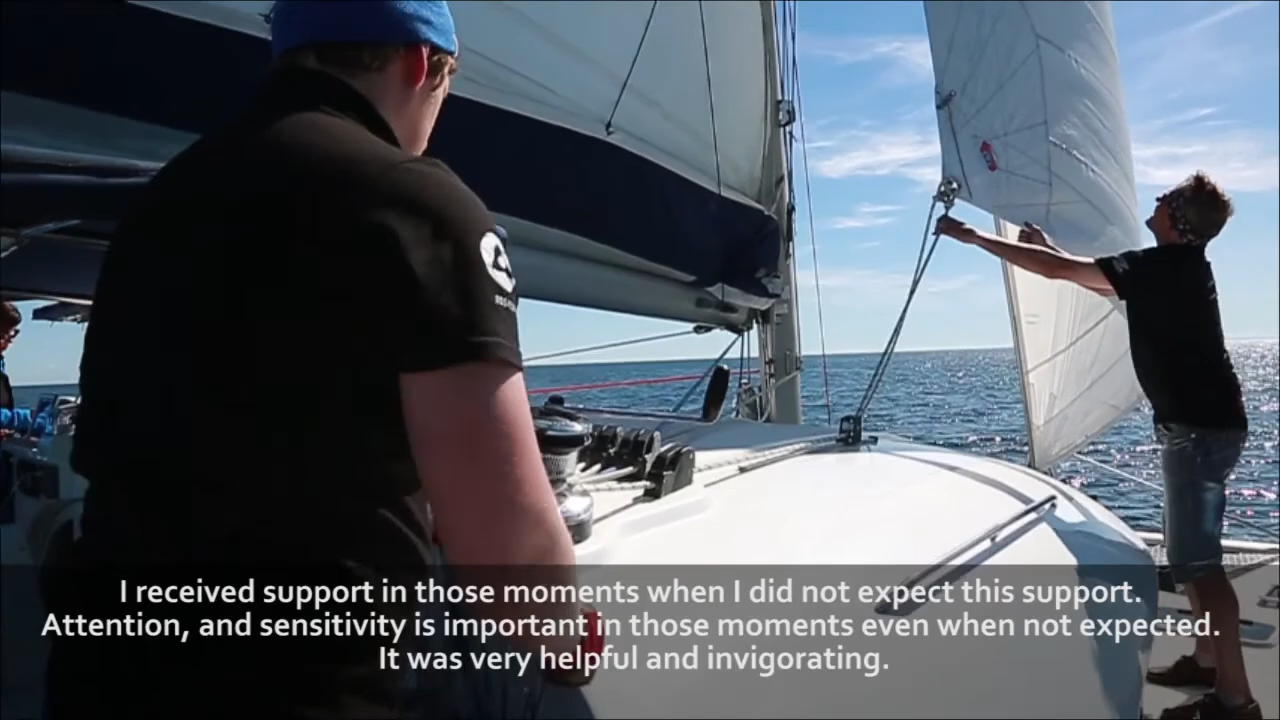 I received support in those moments when I did not expect this support.
Attention, and sensitivity is important in those moments even when not expected.
It was very helpful and invigorating.